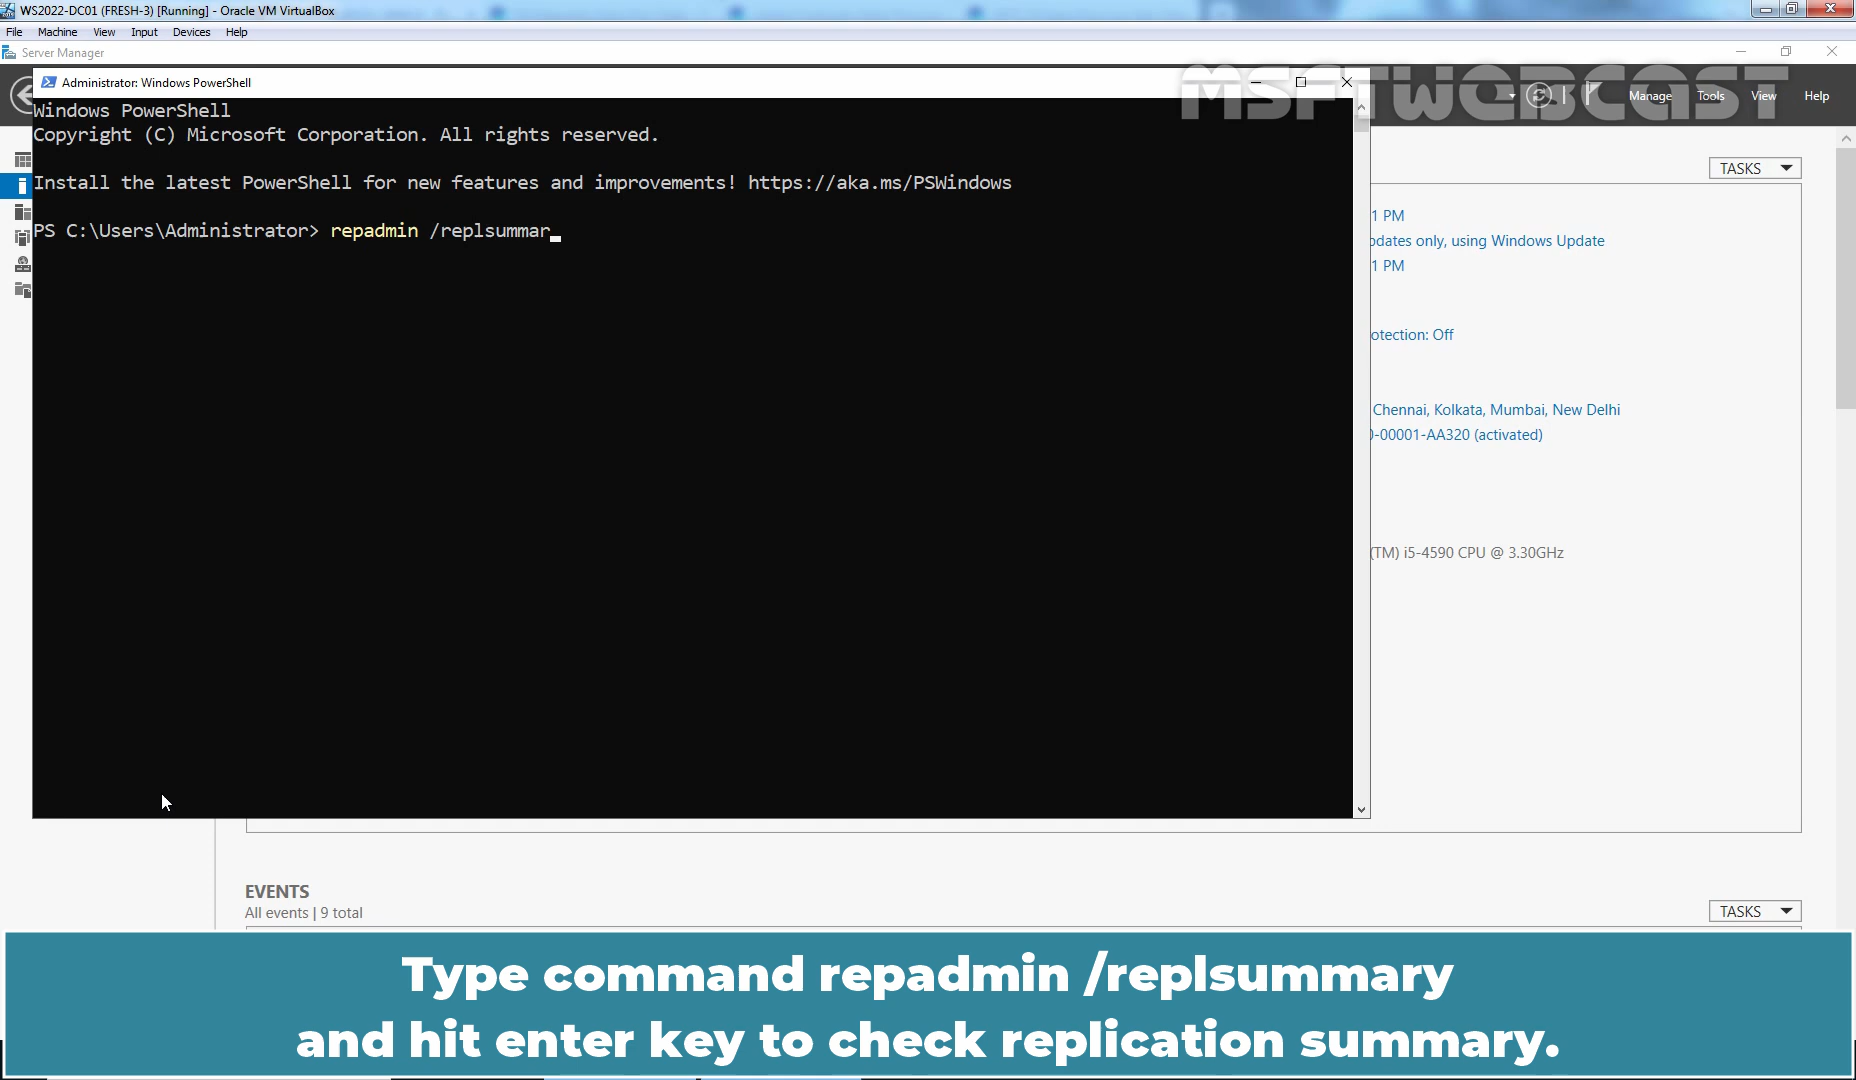 WS2022-DC01 (FRESH-3) [Running] - Oracle VM VirtualBox
File Machine View Input Devices Help
Server Manager
Administrator: Windows PowerShell
MSFTWEBCAST
Manage Tools View Help
Windows PowerShell
Copyright (C) Microsoft Corporation. All rights reserved.
TASKS
Install the latest PowerShell for new features and improvements! https://aka.ms/PSWindows
1 PM
PS C:\Users\Administrator> repadmin /replsummar_
pdates only, using Windows Update
1 PM
otection: Off
Chennai, Kolkata, Mumbai, New Delhi
0-00001-AA320 (activated)
(TM) i5-4590 CPU @ 3.30GHz
EVENTS
All events | 9 total
TASKS
Type command repadmin /replsummary
and hit enter key to check replication summary.